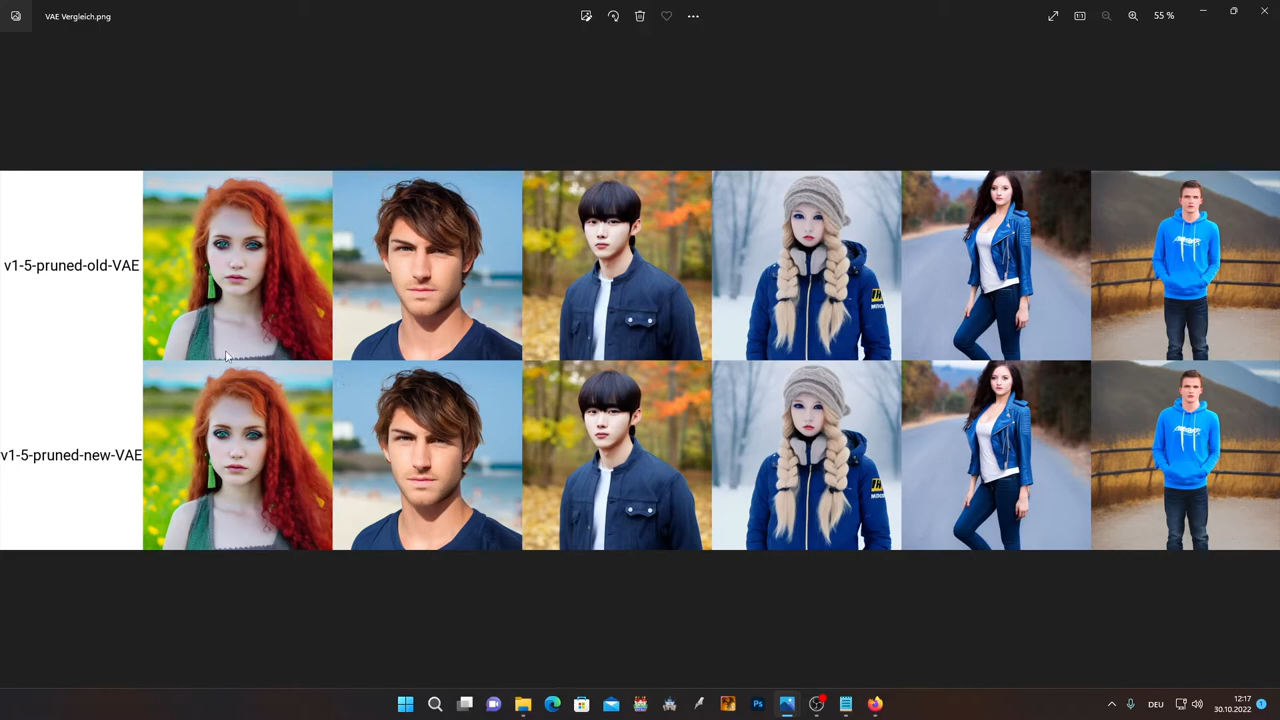 VAE Vergleich.png
55 %
v1-5-pruned-old-VAE
v1-5-pruned-new-VAE
Ps
DEU
12:17
30.10.2022